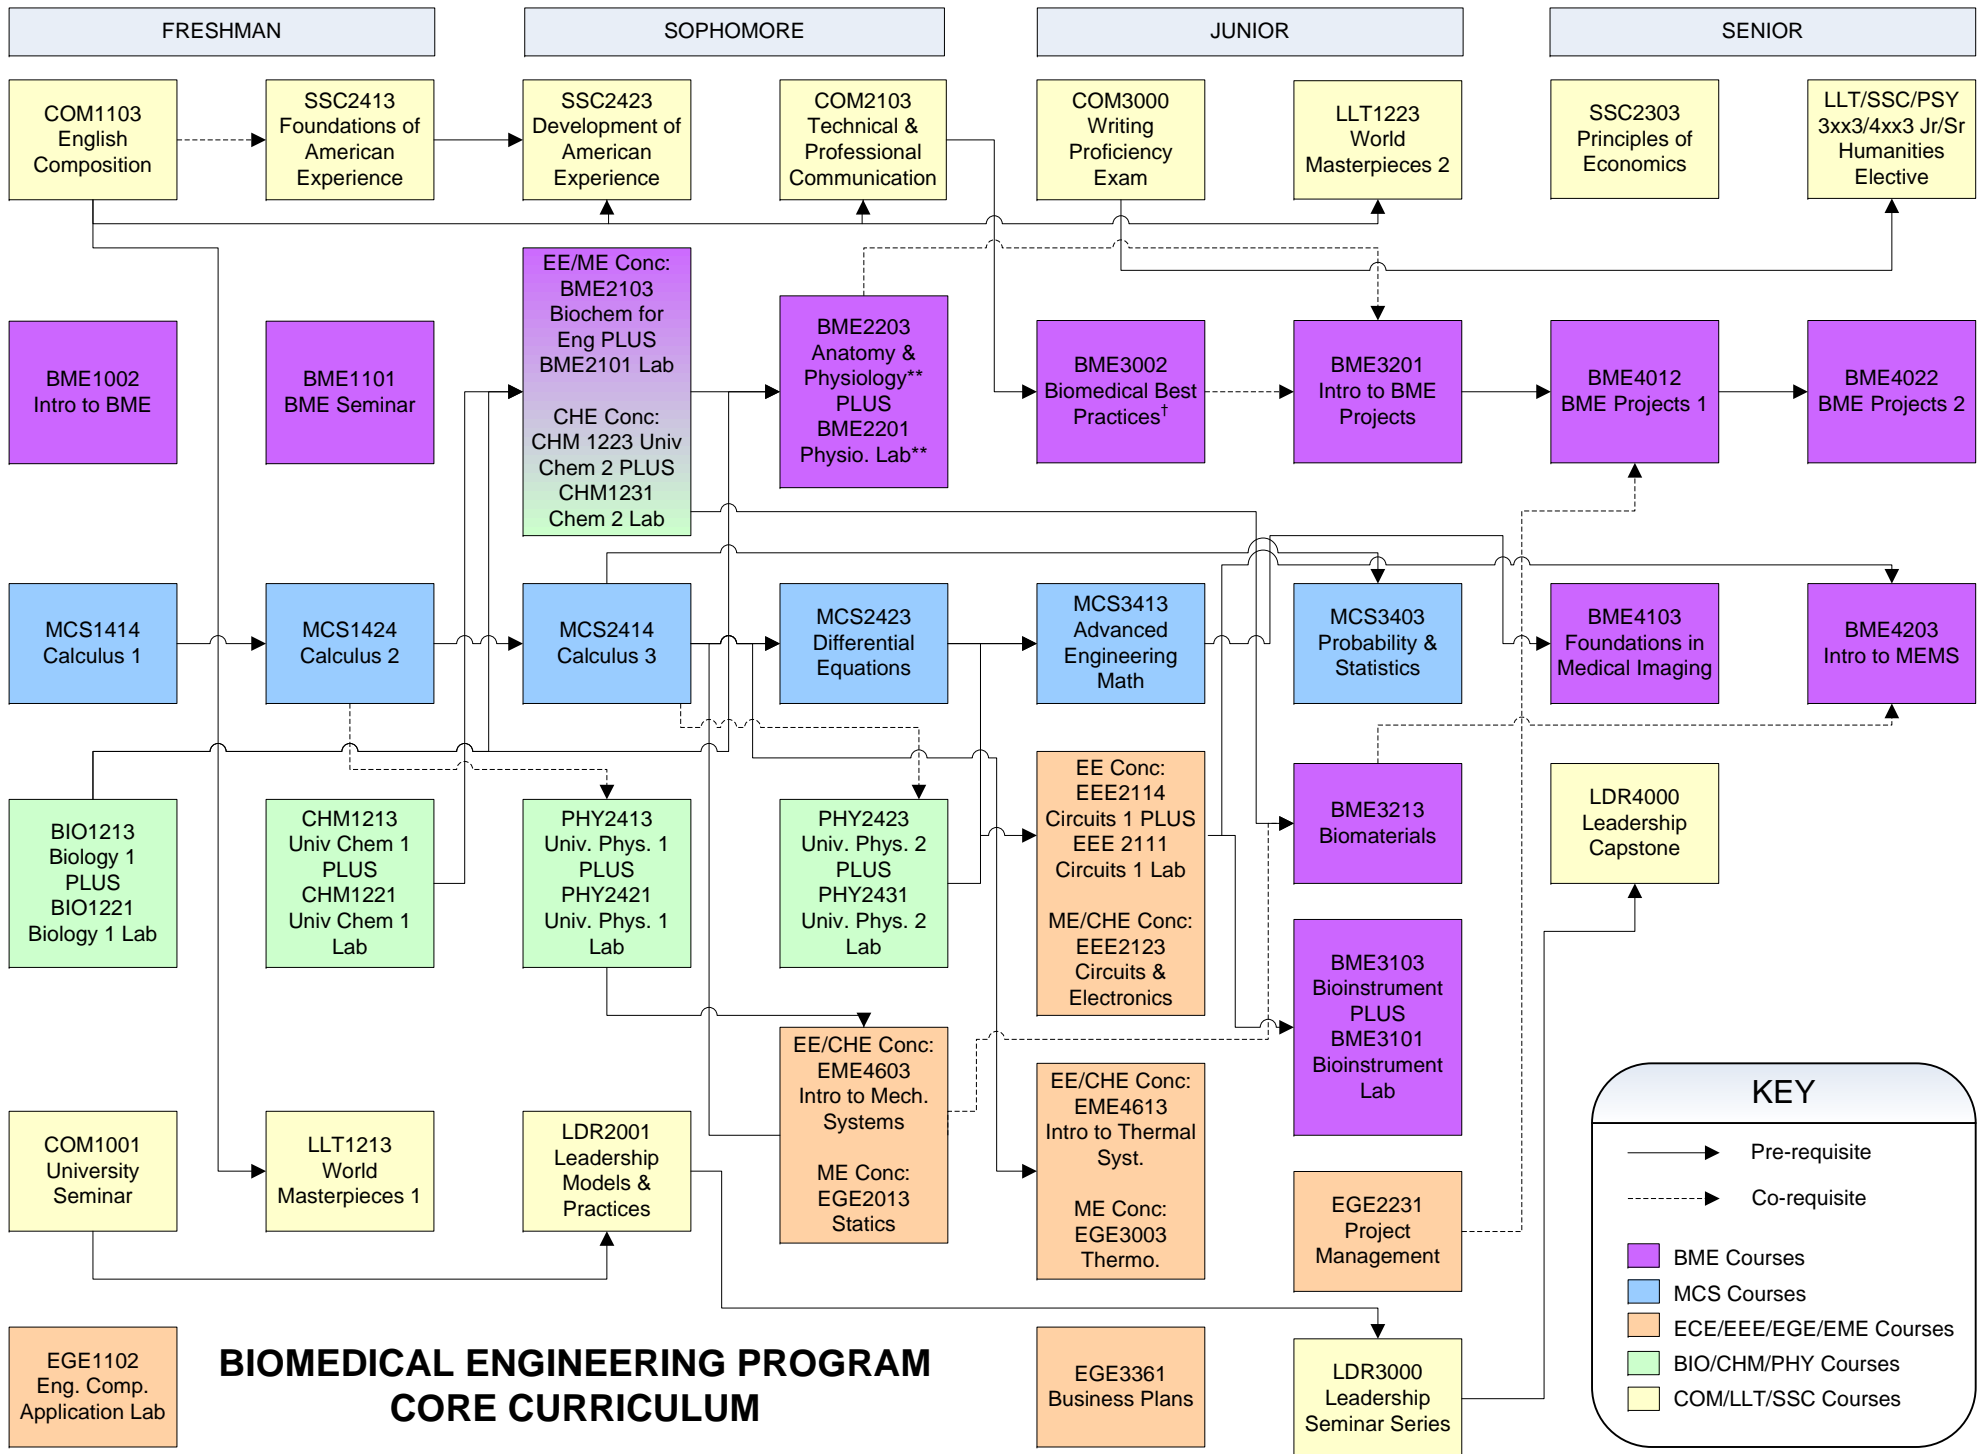 FRESHMAN
SOPHOMORE
JUNIOR
SENIOR
COM1103
English
Composition
SSC2413
Foundations of
American
Experience
SSC2423
Development of
American
Experience
COM2103
Technical &
Professional
Communication
COM3000
Writing
Proficiency
Exam
LLT1223
World
Masterpieces 2
SSC2303
Principles of
Economics
LLT/SSC/PSY
3xx3/4xx3 Jr/Sr
Humanities
Elective
BME1002
Intro to BME
BME1101
BME Seminar
EE/ME Conc:
BME2103
Biochem for
Eng PLUS
BME2101 Lab
CHE Conc:
CHM 1223 Univ
Chem 2 PLUS
CHM1231
Chem 2 Lab
BME2203
Anatomy &
Physiology**
PLUS
BME2201
Physio. Lab**
BME3002
Biomedical Best
Practices†
BME3201
Intro to BME
Projects
BME4012
BME Projects 1
BME4022
BME Projects 2
MCS1414
Calculus 1
MCS1424
Calculus 2
MCS2414
Calculus 3
MCS2423
Differential
Equations
MCS3413
Advanced
Engineering
Math
MCS3403
Probability &
Statistics
BME4103
Foundations in
Medical Imaging
BME4203
Intro to MEMS
BIO1213
Biology 1
PLUS
BIO1221
Biology 1 Lab
CHM1213
Univ Chem 1
PLUS
CHM1221
Univ Chem 1
Lab
PHY2413
Univ. Phys. 1
PLUS
PHY2421
Univ. Phys. 1
Lab
PHY2423
Univ. Phys. 2
PLUS
PHY2431
Univ. Phys. 2
Lab
EE Conc:
EEE2114
Circuits 1 PLUS
EEE 2111
Circuits 1 Lab
ME/CHE Conc:
EEE2123
Circuits &
Electronics
BME3213
Biomaterials
LDR4000
Leadership
Capstone
BME3103
Bioinstrument
PLUS
BME3101
Bioinstrument
Lab
COM1001
University
Seminar
LLT1213
World
Masterpieces 1
LDR2001
Leadership
Models &
Practices
EE/CHE Conc:
EME4603
Intro to Mech.
Systems
ME Conc:
EGE2013
Statics
EE/CHE Conc:
EME4613
Intro to Thermal
Syst.
ME Conc:
EGE3003
Thermo.
EGE2231
Project
Management
EGE1102
Eng. Comp.
Application Lab
BIOMEDICAL ENGINEERING PROGRAM
CORE CURRICULUM
EGE3361
Business Plans
LDR3000
Leadership
Seminar Series
KEY
Pre-requisite
Co-requisite
BME Courses
MCS Courses
ECE/EEE/EGE/EME Courses
BIO/CHM/PHY Courses
COM/LLT/SSC Courses